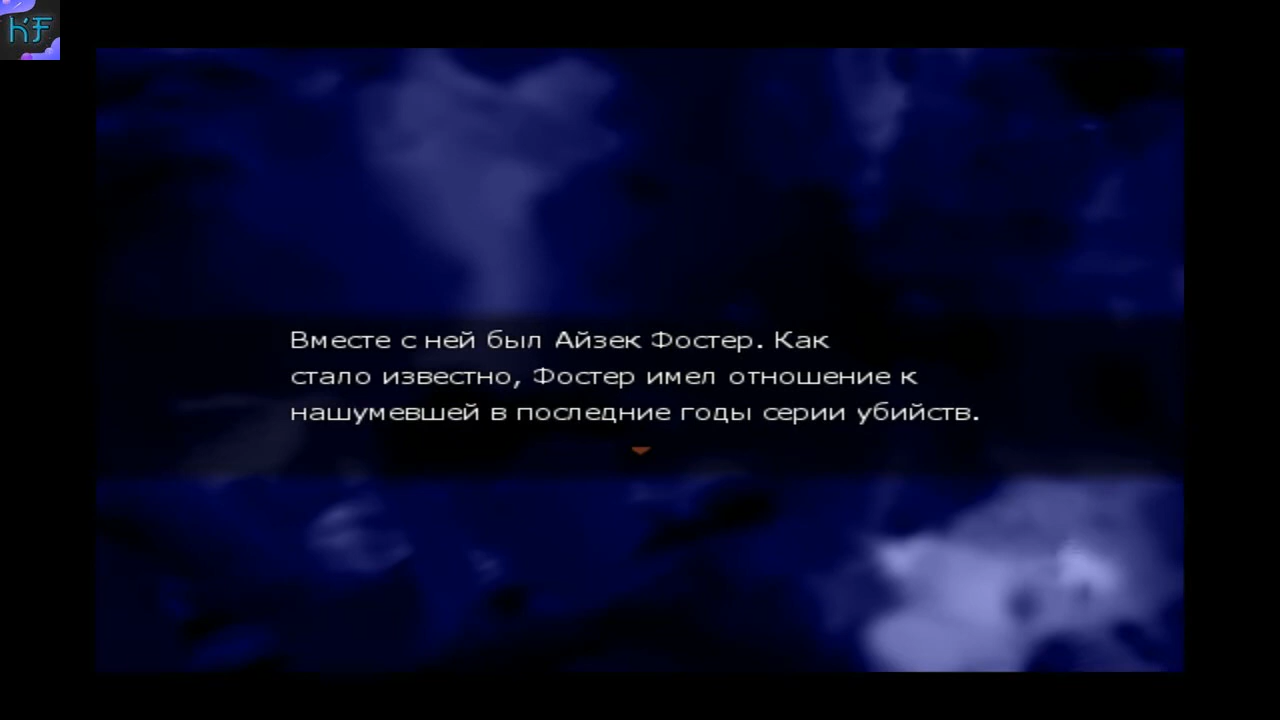 Вместе с ней был Айзек Фостер. Как
стало известно, Фостер имел отношение к
нашумевшей в последние годы серии убийств.